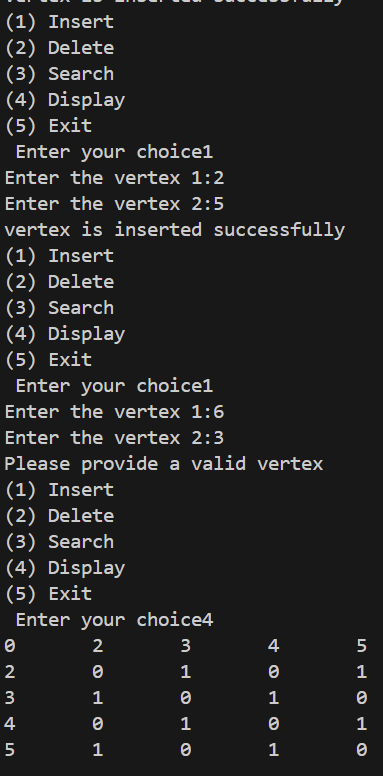 vertex is inserted successfully
(1) Insert
(2) Delete
(3) Search
(4) Display
(5) Exit
 Enter your choice1
Enter the vertex 1:2
Enter the vertex 2:5
vertex is inserted successfully
(1) Insert
(2) Delete
(3) Search
(4) Display
(5) Exit
 Enter your choice1
Enter the vertex 1:6
Enter the vertex 2:3
Please provide a valid vertex
(1) Insert
(2) Delete
(3) Search
(4) Display
(5) Exit
 Enter your choice4
0       2       3       4       5
2       0       1       0       1
3       1       0       1       0
4       0       1       0       1
5       1       0       1       0